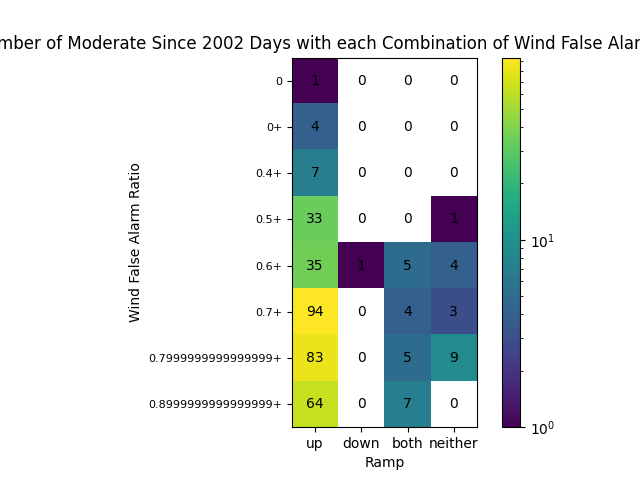 mber of Moderate Since 2002 Days with each Combination of Wind False Alar
Wind False Alarm Ratio
0 1 0 0 0
0+ 4 0 0 0
0.4+ 7 0 0 0
0.5+ 33 0 0 1
0.6+ 35 1 5 4
0.7+ 94 0 4 3
0.7999999999999999+ 83 0 5 9
0.8999999999999999+ 64 0 7 0
up down both neither
Ramp
10¹
10⁰